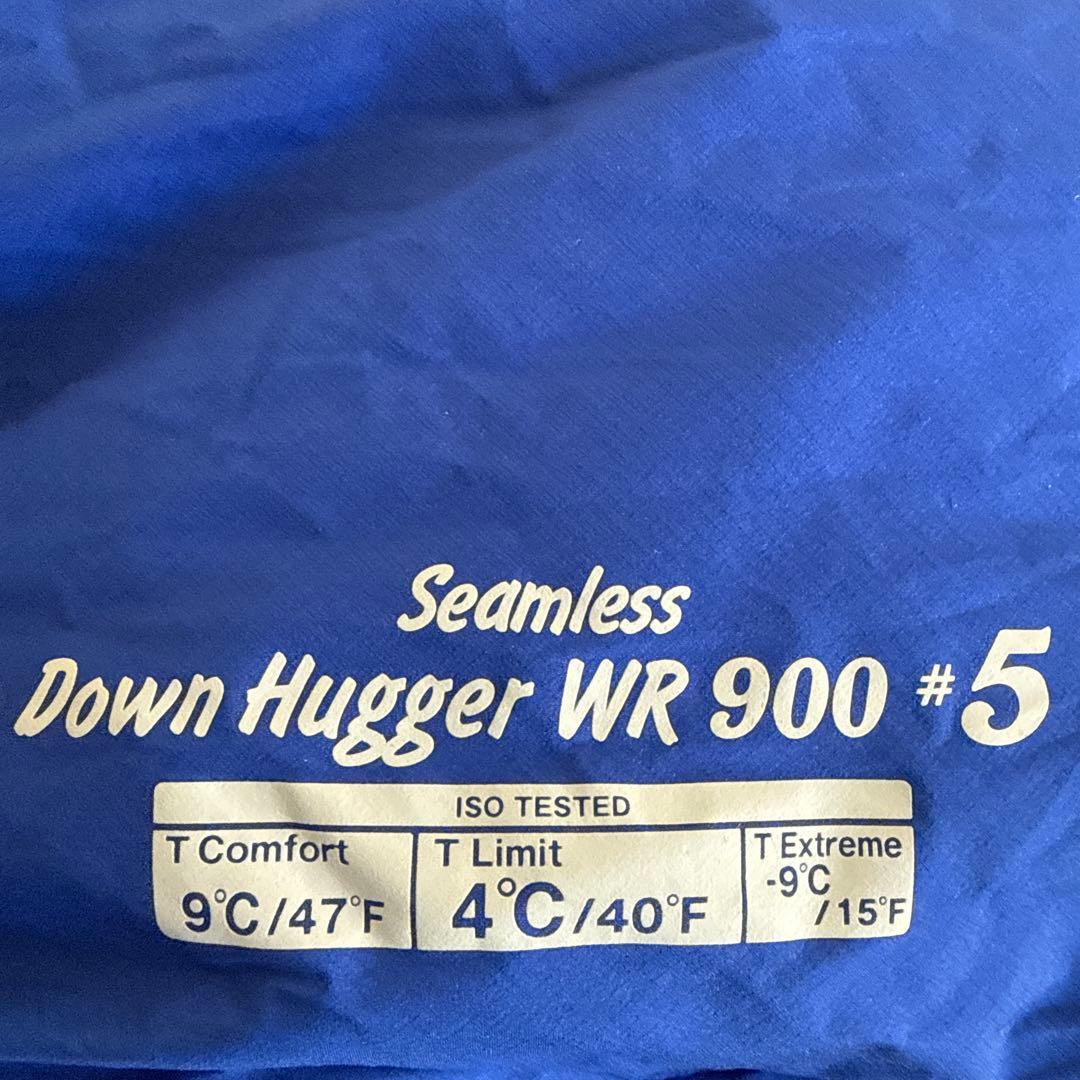 Seamless
Down Hugger WR 900 #5
ISO TESTED
T Comfort
9°C/47°F
T Limit
4°C/40°F
T Extreme
-9°C
/15°F